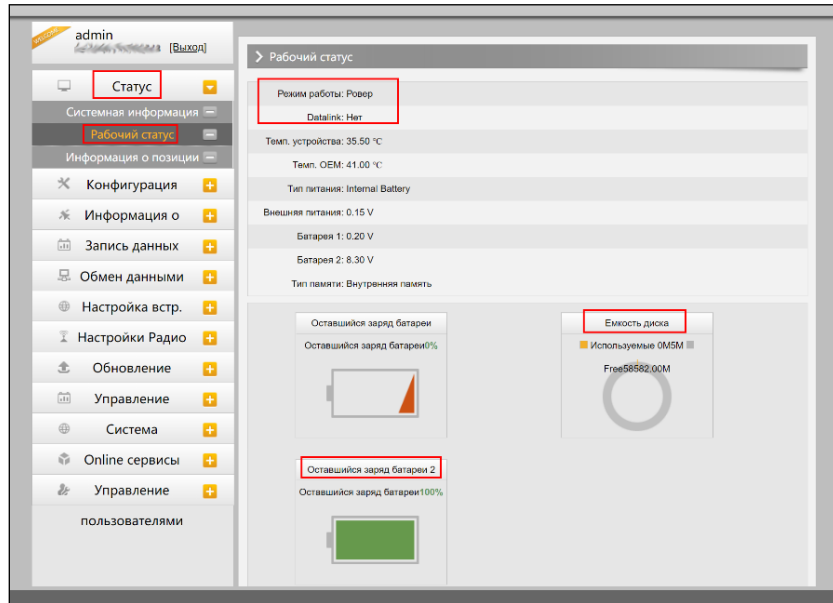 admin
[Выход]
Статус
Системная информация
Рабочий статус
Информация о позиции
Конфигурация
Информация о
Запись данных
Обмен данными
Настройка встр.
Настройки Радио
Обновление
Управление
Система
Online сервисы
Управление
пользователями
Рабочий статус
Режим работы: Ровер
Datalink: Нет
Темп. устройства: 35.50 °C
Темп. OEM: 41.00 °C
Тип питания: Internal Battery
Внешняя питания: 0.15 V
Батарея 1: 0.20 V
Батарея 2: 8.30 V
Тип памяти: Внутренняя память
Оставшийся заряд батареи
Оставшийся заряд батареи0%
Емкость диска
Используемые 0M5M
Free58582.00M
Оставшийся заряд батареи 2
Оставшийся заряд батареи100%